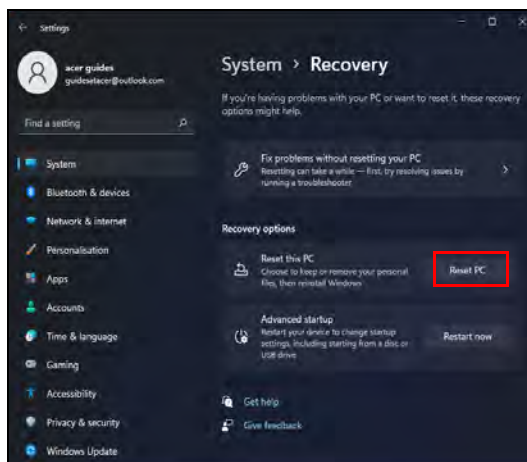 Settings
acer guides
guidesatacer@outlook.com
Find a setting
System
Bluetooth & devices
Network & internet
Personalisation
Apps
Accounts
Time & language
Gaming
Accessibility
Privacy & security
Windows Update
System > Recovery
If you're having problems with your PC or want to reset it, these recovery
options might help.
Fix problems without resetting your PC
Resetting can take a while — first, try resolving issues by
running a troubleshooter
Recovery options
Reset this PC
Choose to keep or remove your personal
files, then reinstall Windows
Reset PC
Advanced startup
Restart your device to change startup
settings, including starting from a disc or
USB drive
Restart now
Get help
Give feedback